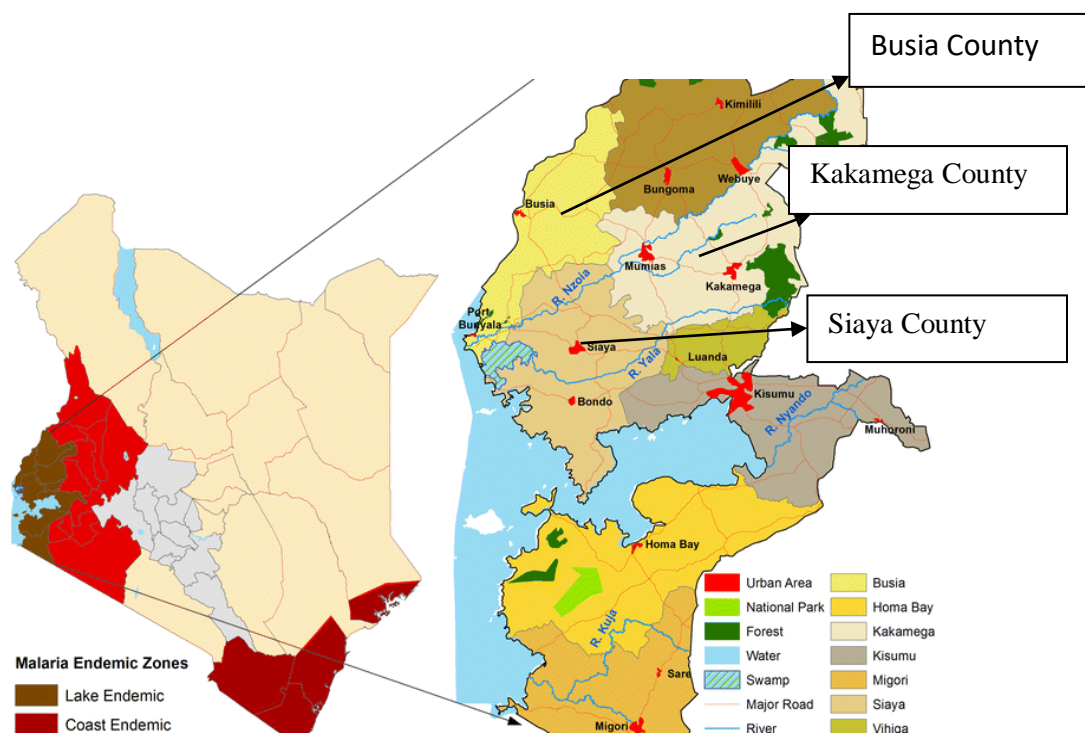 Busia County
Kakamega County
Siaya County
Kimilili
Bungoma
Webuye
Busia
Mumias
Kakamega
R. Nzoia
Port
Bunyala
Siaya
R. Yala
Luanda
Bondo
Kisumu
R. Nyando
Muhoroni
Homa Bay
R. Kuja
Sare
Migori
Malaria Endemic Zones
Lake Endemic
Coast Endemic
Urban Area
National Park
Forest
Water
Swamp
Major Road
River
Busia
Homa Bay
Kakamega
Kisumu
Migori
Siaya
Vihiga